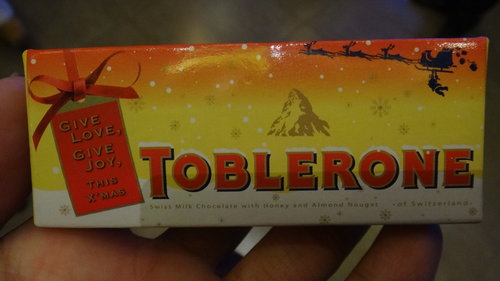 GIVE
LOVE,
GIVE
JOY,
THIS
X'MAS
TOBLERONE
Swiss Milk Chocolate with Honey and Almond Nougat
·of Switzerland·